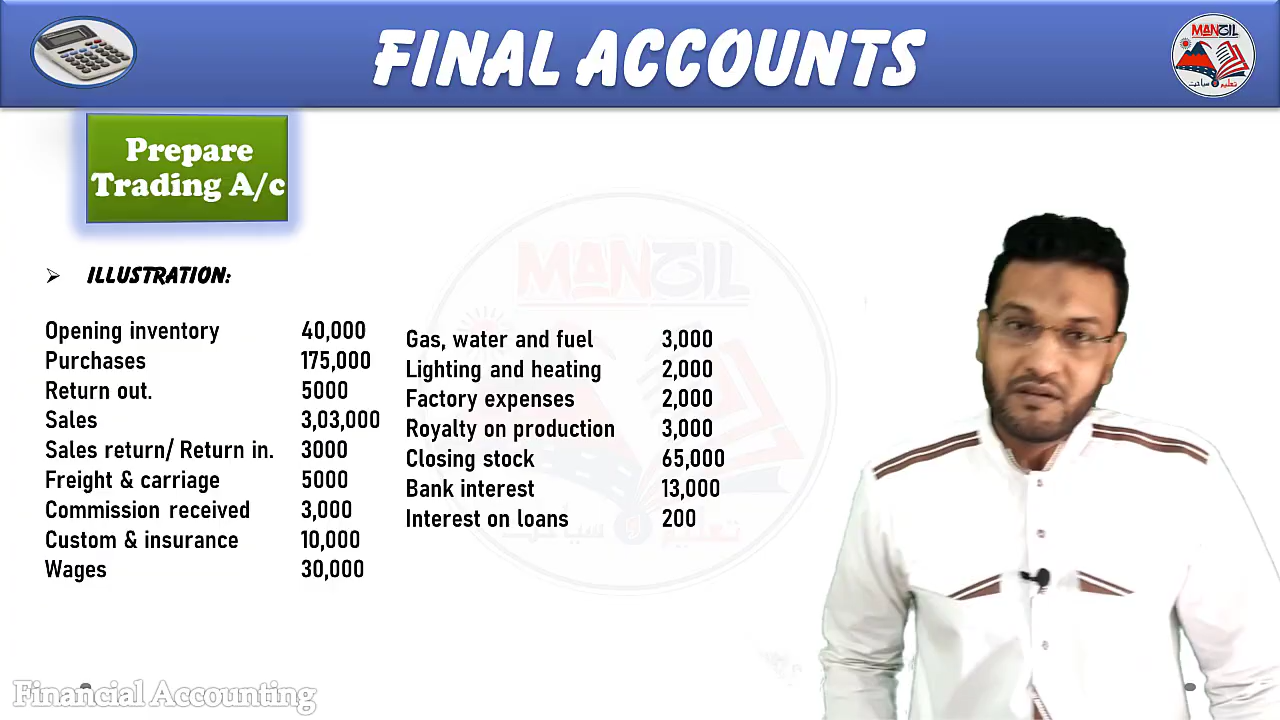 FINAL ACCOUNTS
MANZIL
تعلیم سیاحت
Prepare
Trading A/c
ILLUSTRATION:
Opening inventory 40,000
Purchases 175,000
Return out. 5000
Sales 3,03,000
Sales return/ Return in. 3000
Freight & carriage 5000
Commission received 3,000
Custom & insurance 10,000
Wages 30,000
Gas, water and fuel 3,000
Lighting and heating 2,000
Factory expenses 2,000
Royalty on production 3,000
Closing stock 65,000
Bank interest 13,000
Interest on loans 200
Financial Accounting